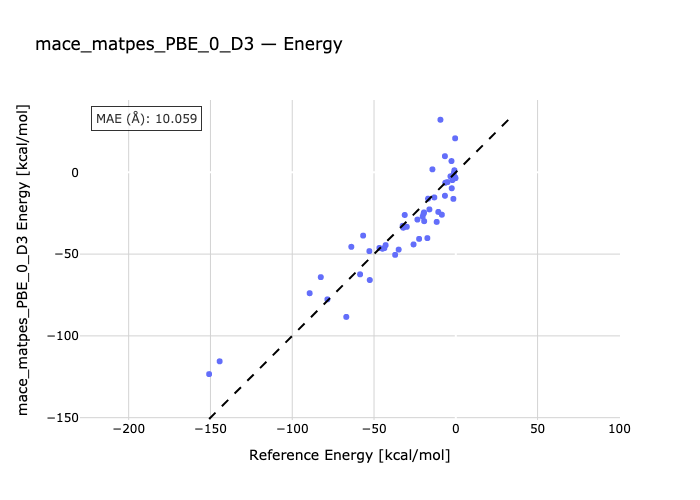 mace_matpes_PBE_0_D3 — Energy
MAE (Å): 10.059
mace_matpes_PBE_0_D3 Energy [kcal/mol]
0
−50
−100
−150
−200
−150
−100
−50
0
50
100
Reference Energy [kcal/mol]